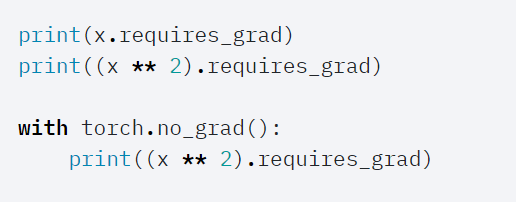 print(x.requires_grad)
print((x ** 2).requires_grad)
with torch.no_grad():
    print((x ** 2).requires_grad)